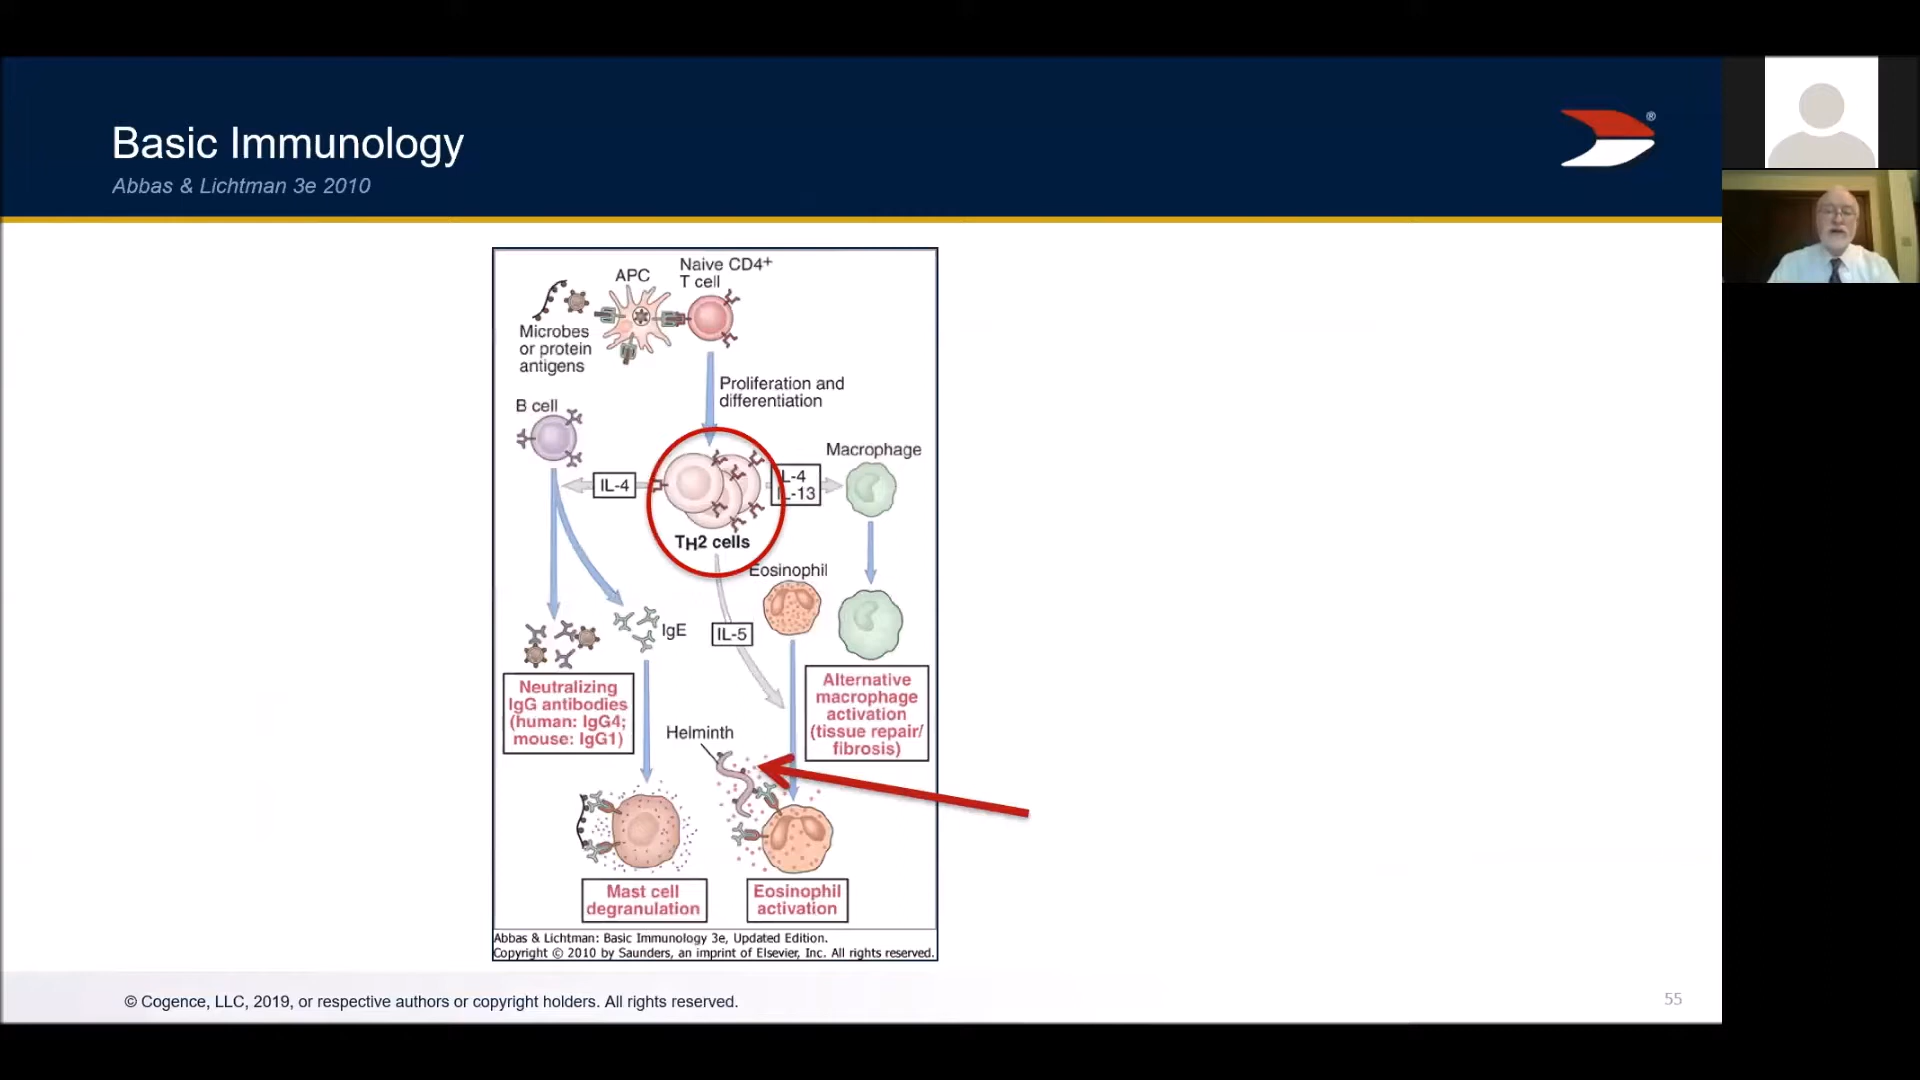 Basic Immunology
Abbas & Lichtman 3e 2010
®
APC
Naive CD4+
T cell
Microbes
or protein
antigens
Proliferation and
differentiation
B cell
Macrophage
IL-4
IL-4
IL-13
TH2 cells
Eosinophil
IgE
IL-5
Neutralizing
IgG antibodies
(human: IgG4;
mouse: IgG1)
Alternative
macrophage
activation
(tissue repair/
fibrosis)
Helminth
Mast cell
degranulation
Eosinophil
activation
Abbas & Lichtman: Basic Immunology 3e, Updated Edition.
Copyright © 2010 by Saunders, an imprint of Elsevier, Inc. All rights reserved.
© Cogence, LLC, 2019, or respective authors or copyright holders. All rights reserved.
55